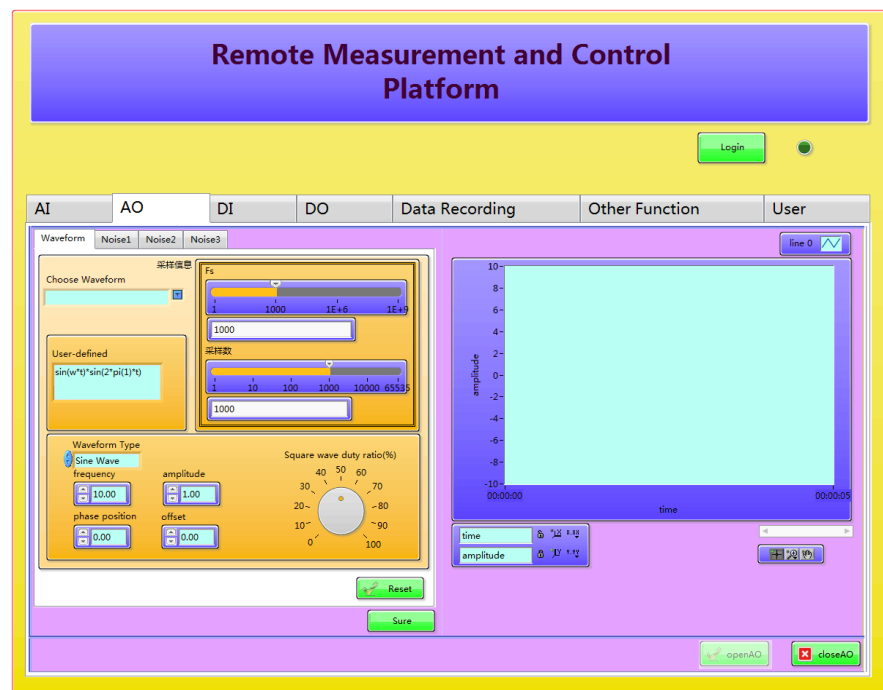 Remote Measurement and Control
Platform
Login
AI
AO
DI
DO
Data Recording
Other Function
User
Waveform
Noise1
Noise2
Noise3
line 0
采样信息
Choose Waveform
Fs
1 1000 1E+6 1E+9
1000
User-defined
sin(w*t)*sin(2*pi(1)*t)
采样数
1 10 100 1000 10000 65535
1000
Waveform Type
Sine Wave
frequency
10.00
amplitude
1.00
phase position
0.00
offset
0.00
Square wave duty ratio(%)
0 10 20 30 40 50 60 70 80 90 100
Reset
Sure
amplitude
10
8
6
4
2
0
-2
-4
-6
-8
-10
00:00:00
00:00:05
time
time
amplitude
openAO
closeAO